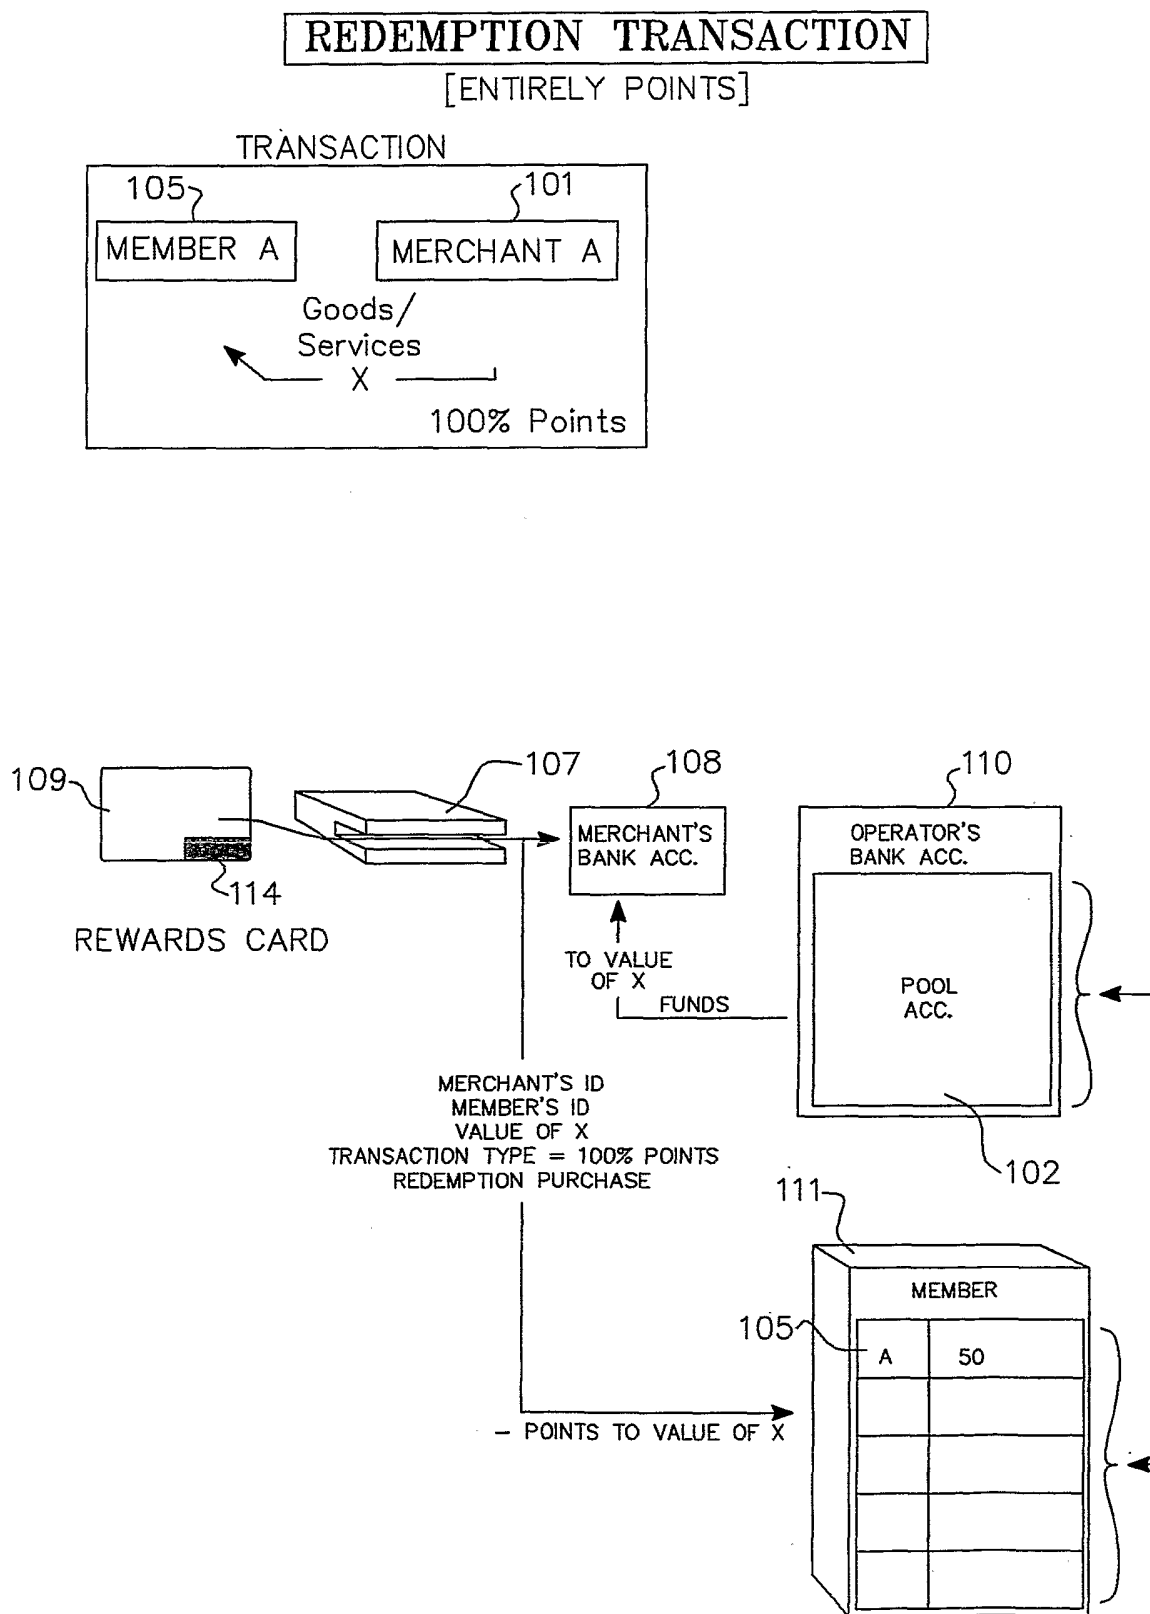 REDEMPTION TRANSACTION
[ENTIRELY POINTS]
TRANSACTION
105
101
MEMBER A
MERCHANT A
Goods/
Services
X
100% Points
109
107
108
110
MERCHANT'S
BANK ACC.
OPERATOR'S
BANK ACC.
114
REWARDS CARD
TO VALUE
OF X
FUNDS
POOL
ACC.
MERCHANT'S ID
MEMBER'S ID
VALUE OF X
TRANSACTION TYPE = 100% POINTS
REDEMPTION PURCHASE
102
111
MEMBER
105
A 50
– POINTS TO VALUE OF X